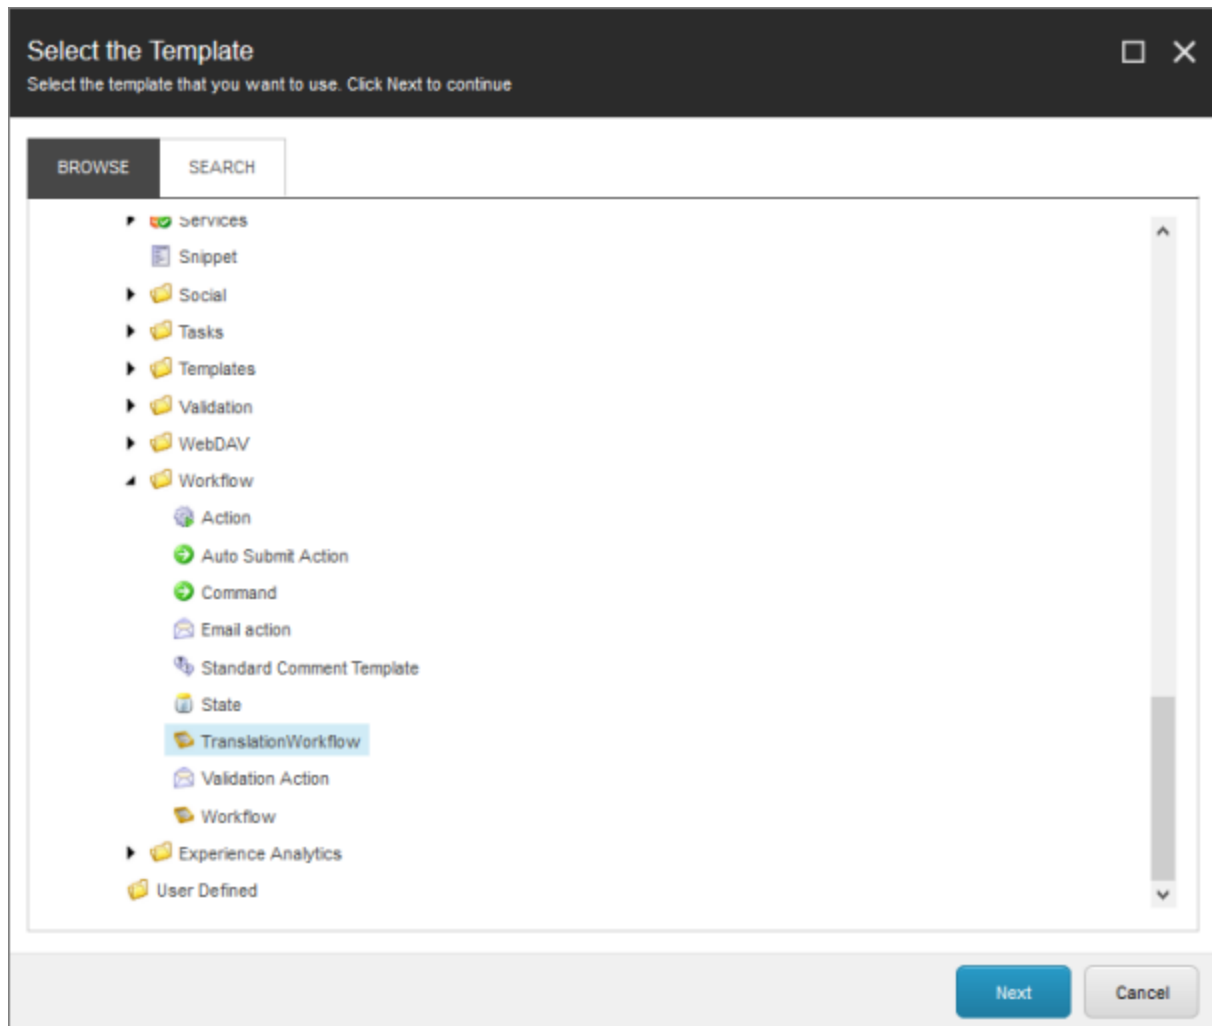 Select the Template
Select the template that you want to use. Click Next to continue
BROWSE SEARCH
Services
Snippet
Social
Tasks
Templates
Validation
WebDAV
Workflow
Action
Auto Submit Action
Command
Email action
Standard Comment Template
State
TranslationWorkflow
Validation Action
Workflow
Experience Analytics
User Defined
Next Cancel